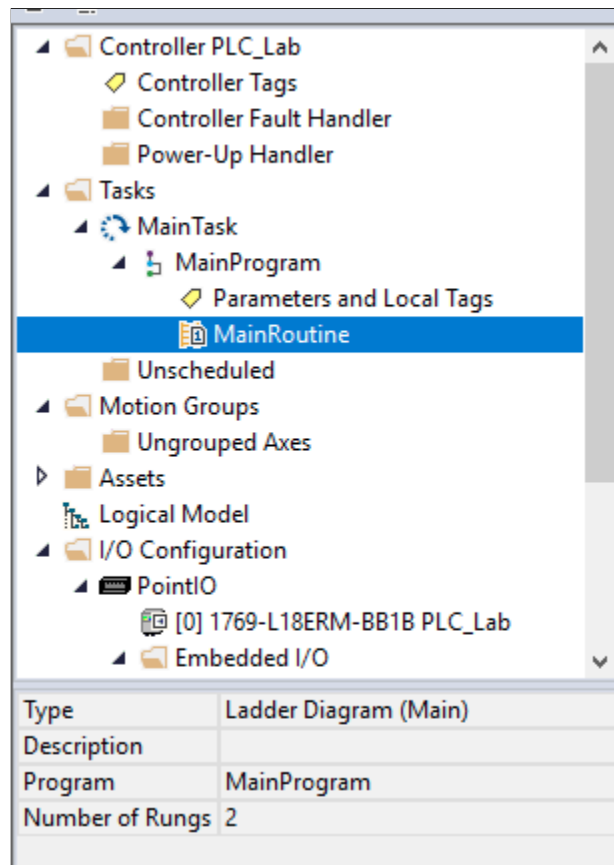 Controller PLC_Lab
Controller Tags
Controller Fault Handler
Power-Up Handler
Tasks
MainTask
MainProgram
Parameters and Local Tags
MainRoutine
Unscheduled
Motion Groups
Ungrouped Axes
Assets
Logical Model
I/O Configuration
PointIO
[0] 1769-L18ERM-BB1B PLC_Lab
Embedded I/O
Type Ladder Diagram (Main)
Description
Program MainProgram
Number of Rungs 2